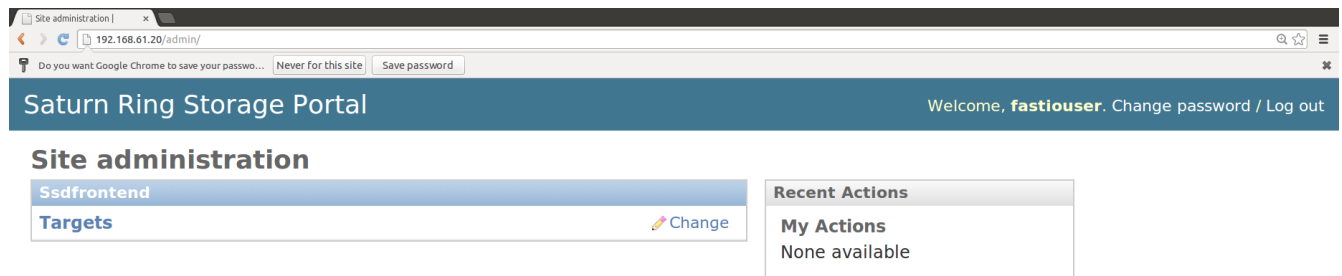 Site administration |
192.168.61.20/admin/
Do you want Google Chrome to save your passwo... Never for this site Save password
Saturn Ring Storage Portal
Welcome, fastiouser. Change password / Log out
Site administration
Ssdfrontend
Targets
Change
Recent Actions
My Actions
None available